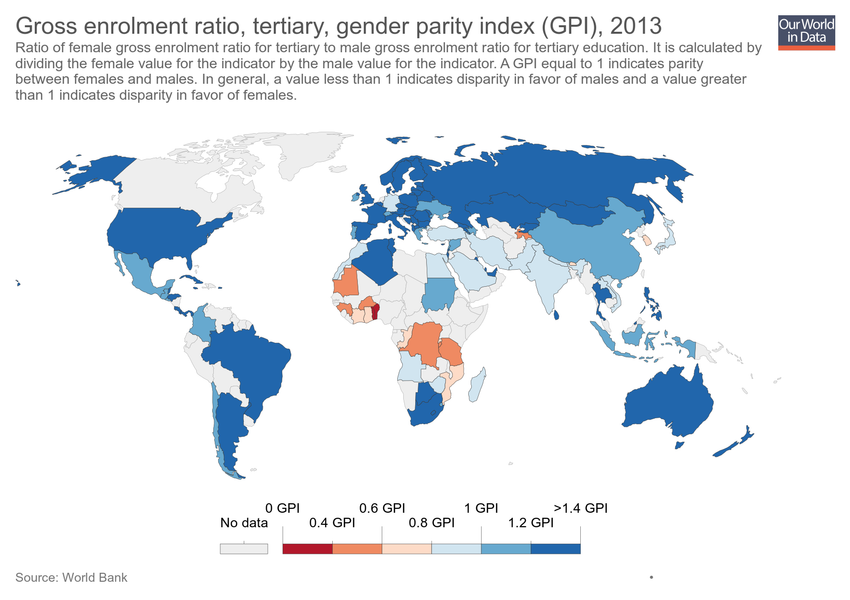 Gross enrolment ratio, tertiary, gender parity index (GPI), 2013
Our World
in Data
Ratio of female gross enrolment ratio for tertiary to male gross enrolment ratio for tertiary education. It is calculated by
dividing the female value for the indicator by the male value for the indicator. A GPI equal to 1 indicates parity
between females and males. In general, a value less than 1 indicates disparity in favor of males and a value greater
than 1 indicates disparity in favor of females.
0 GPI 0.6 GPI 1 GPI >1.4 GPI
No data 0.4 GPI 0.8 GPI 1.2 GPI
Source: World Bank